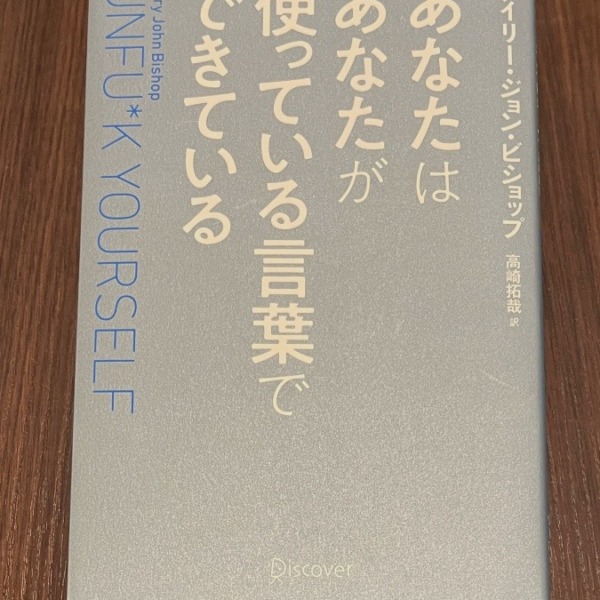 イリー・ジョン・ビショップ
高崎拓哉 訳
あなたは
あなたが
使っている言葉で
できている
ry John Bishop
UNFU*K YOURSELF
Discover